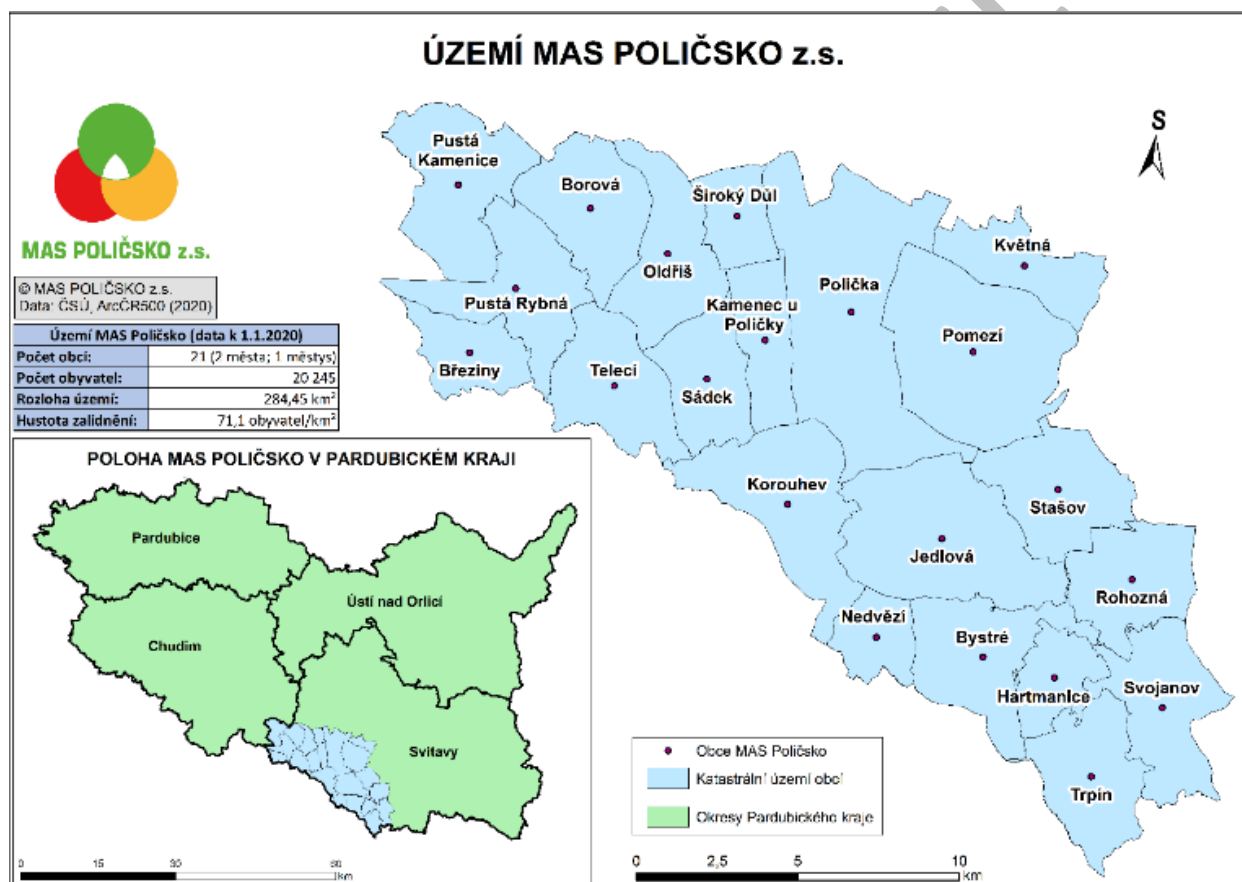 ÚZEMÍ MAS POLIČSKO z.s.
MAS POLIČSKO z.s.
© MAS POLIČSKO z.s.
Data: ČSÚ, ArcČR500 (2020)
Území MAS Poličsko (data k 1.1.2020)
Počet obcí: 21 (2 města; 1 městys)
Počet obyvatel: 20 245
Rozloha území: 284,45 km²
Hustota zalidnění: 71,1 obyvatel/km²
S
Pustá
Kamenice
Borová
Široký Důl
Květná
Oldřiš
Pustá Rybná
Kamenec u
Poličky
Polička
Pomezí
Březiny
Telecí
Sádek
Korouhev
Stašov
Jedlová
Rohozná
Nedvězí
Bystré
Hartmanice
Svojanov
Trpín
POLOHA MAS POLIČSKO V PARDUBICKÉM KRAJI
Pardubice
Ústí nad Orlicí
Chudim
Svitavy
0 15 30 60
km
Obce MAS Poličsko
Katastrální území obcí
Okresy Pardubického kraje
0 2,5 5 10
km